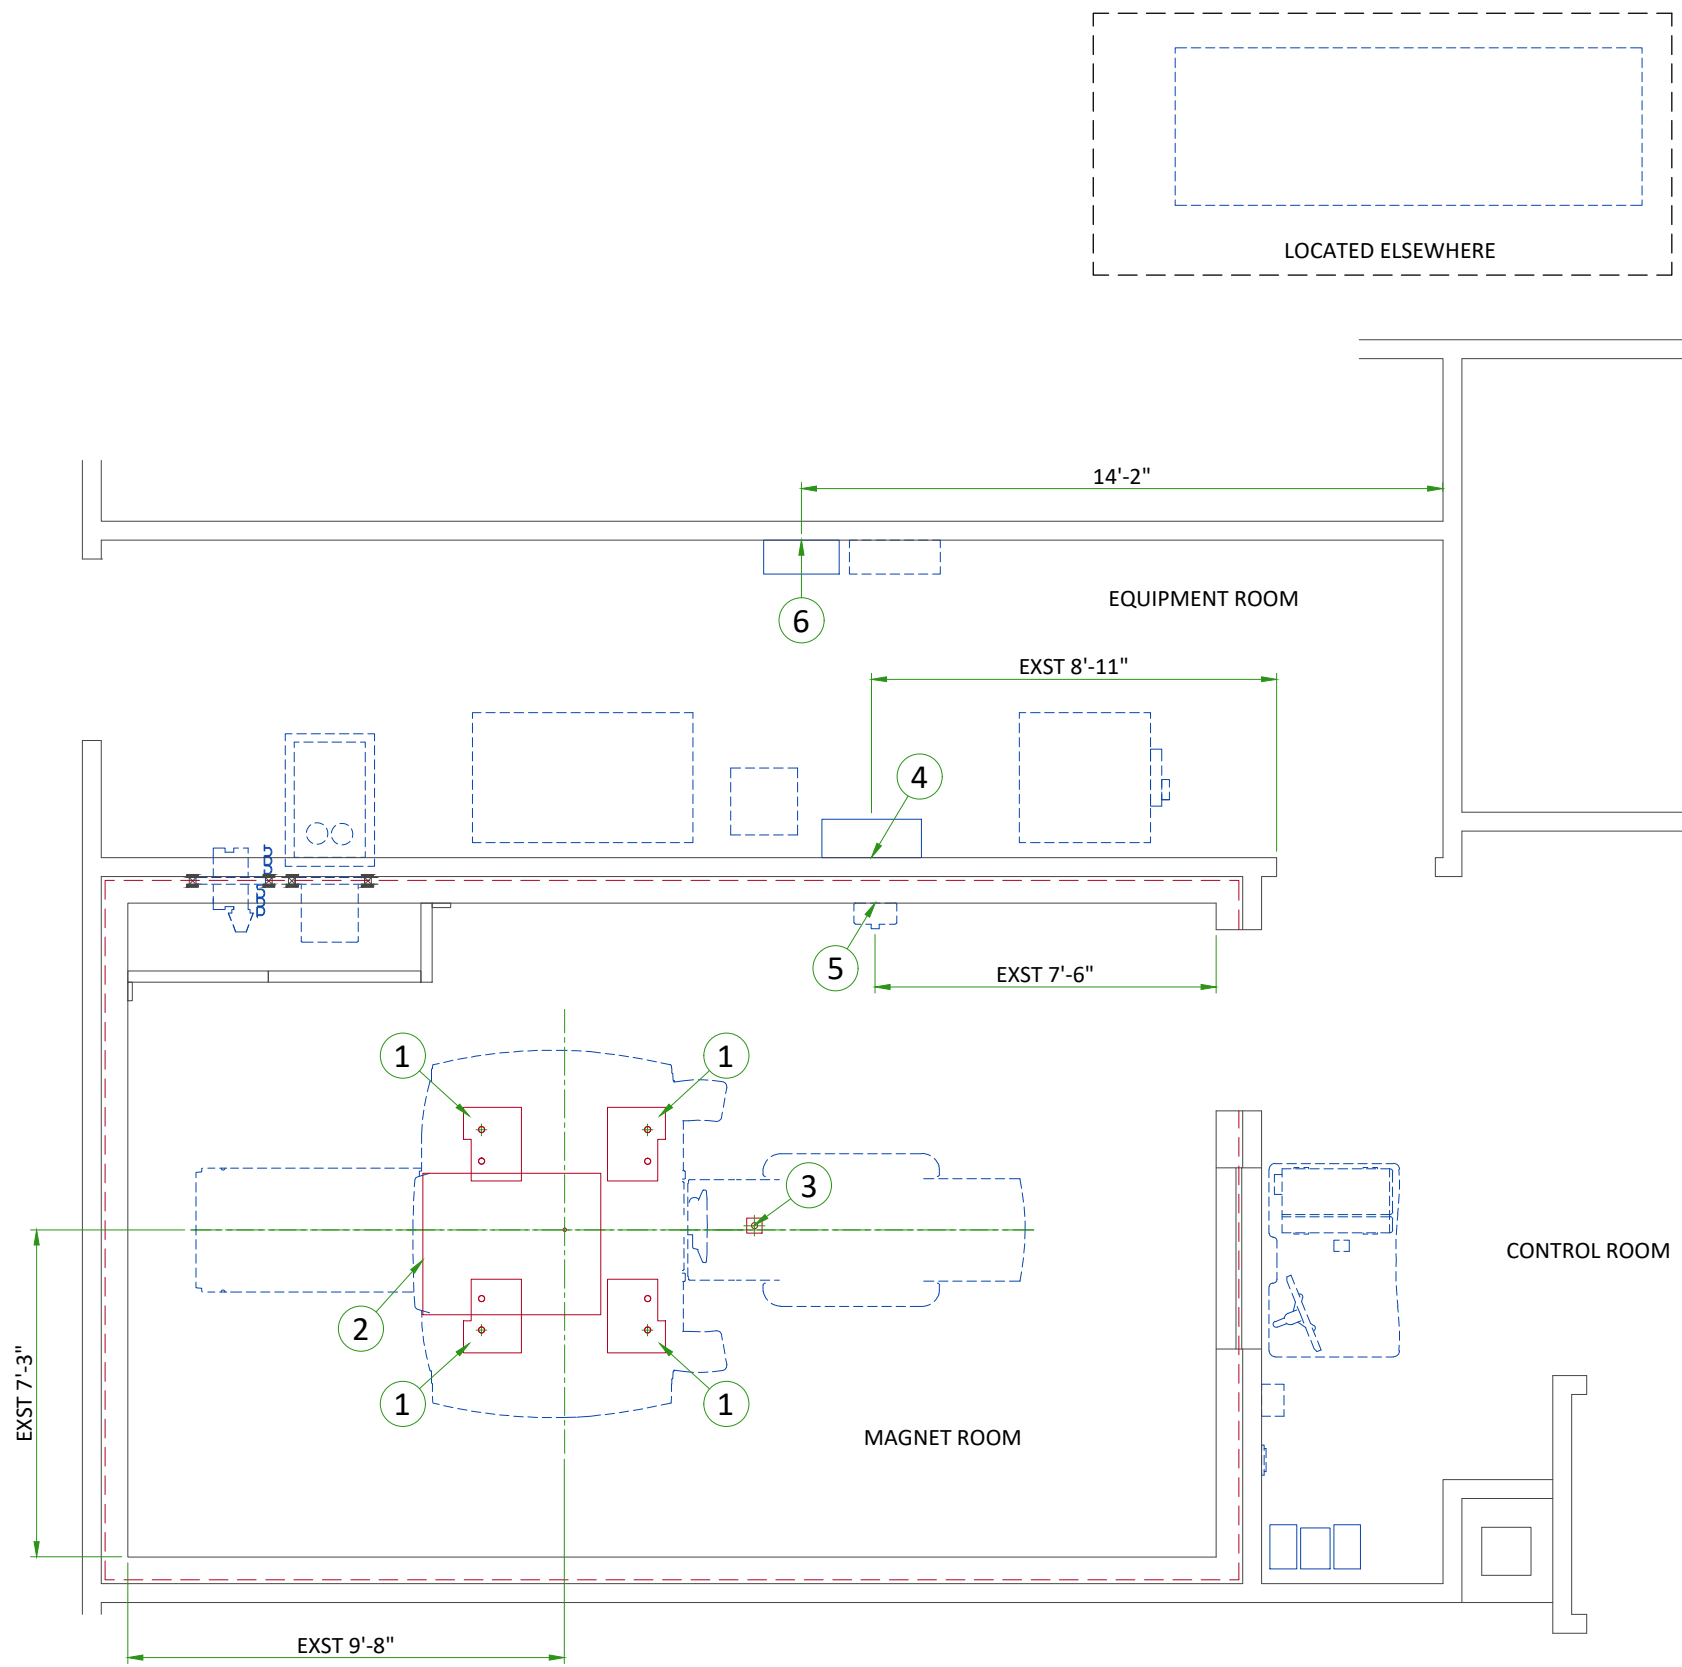 LOCATED ELSEWHERE
14'-2"
6
EQUIPMENT ROOM
EXST 8'-11"
4
5
EXST 7'-6"
1
1
3
2
CONTROL ROOM
EXST 7'-3"
1
1
MAGNET ROOM
EXST 9'-8"